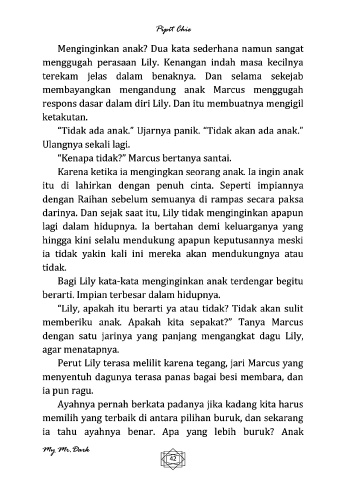 Pipit Chie
Menginginkan anak? Dua kata sederhana namun sangat
menggugah perasaan Lily. Kenangan indah masa kecilnya
terekam jelas dalam benaknya. Dan selama sekejab
membayangkan mengandung anak Marcus menggugah
respons dasar dalam diri Lily. Dan itu membuatnya mengigil
ketakutan.
"Tidak ada anak." Ujarnya panik. "Tidak akan ada anak."
Ulangnya sekali lagi.
"Kenapa tidak?" Marcus bertanya santai.
Karena ketika ia mengingkan seorang anak. Ia ingin anak
itu di lahirkan dengan penuh cinta. Seperti impiannya
dengan Raihan sebelum semuanya di rampas secara paksa
darinya. Dan sejak saat itu, Lily tidak menginginkan apapun
lagi dalam hidupnya. Ia bertahan demi keluarganya yang
hingga kini selalu mendukung apapun keputusannya meski
ia tidak yakin kali ini mereka akan mendukungnya atau
tidak.
Bagi Lily kata-kata menginginkan anak terdengar begitu
berarti. Impian terbesar dalam hidupnya.
"Lily, apakah itu berarti ya atau tidak? Tidak akan sulit
memberiku anak. Apakah kita sepakat?" Tanya Marcus
dengan satu jarinya yang panjang mengangkat dagu Lily,
agar menatapnya.
Perut Lily terasa melilit karena tegang, jari Marcus yang
menyentuh dagunya terasa panas bagai besi membara, dan
ia pun ragu.
Ayahnya pernah berkata padanya jika kadang kita harus
memilih yang terbaik di antara pilihan buruk, dan sekarang
ia tahu ayahnya benar. Apa yang lebih buruk? Anak
My Mr. Dark
42